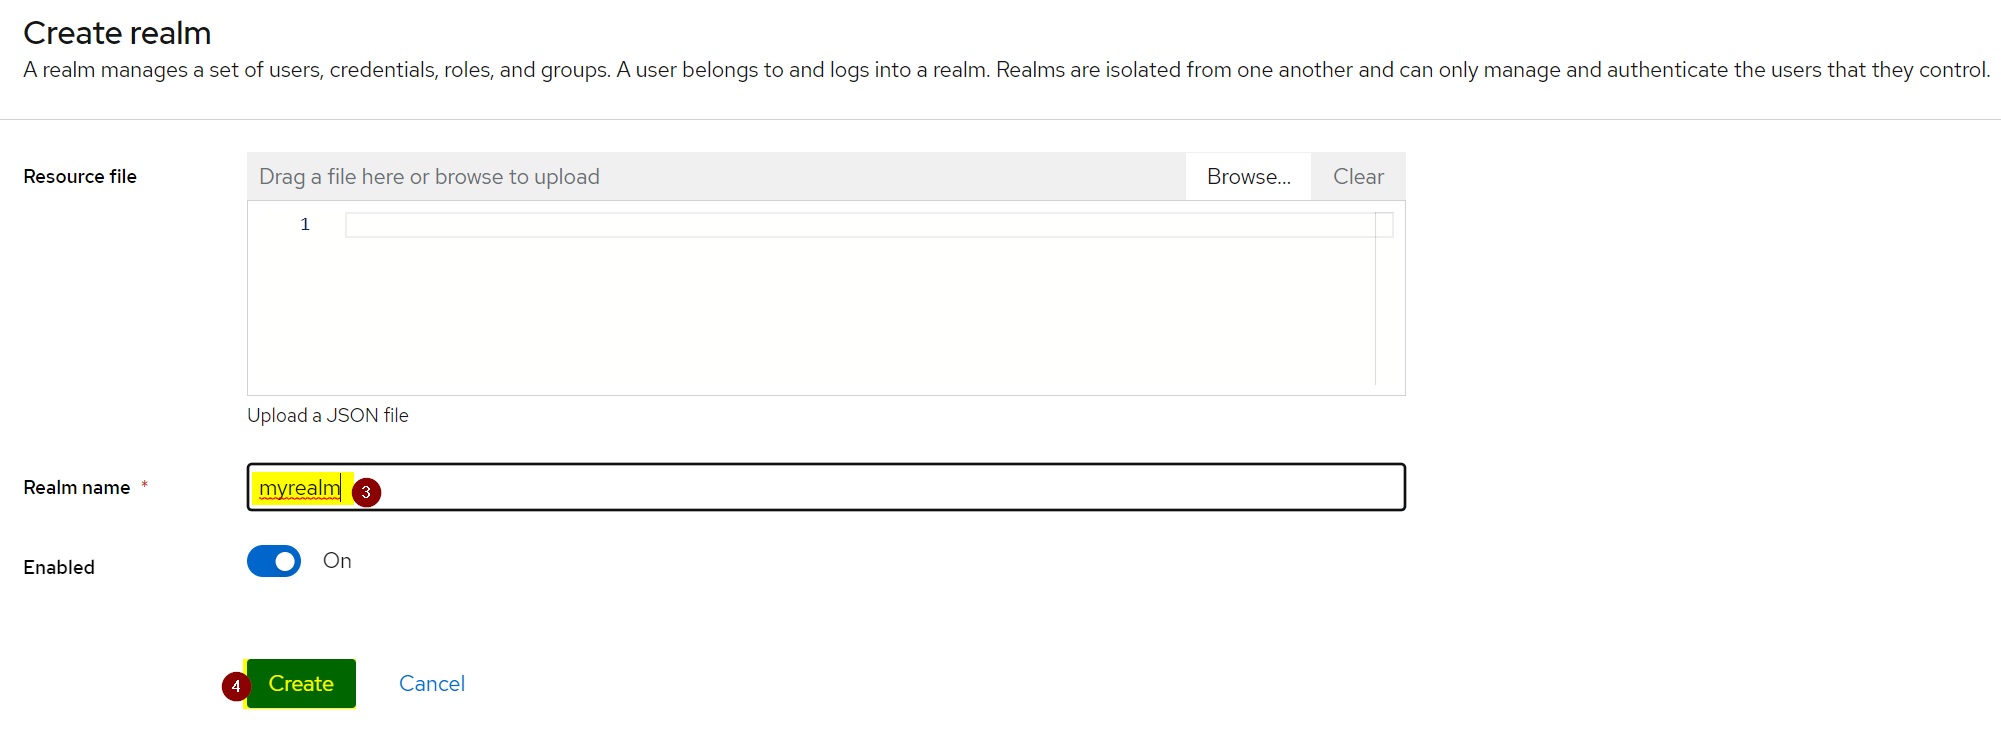 Create realm
A realm manages a set of users, credentials, roles, and groups. A user belongs to and logs into a realm. Realms are isolated from one another and can only manage and authenticate the users that they control.
Resource file
Drag a file here or browse to upload
Browse...
Clear
1
Upload a JSON file
Realm name *
myrealm
3
Enabled
On
4
Create
Cancel